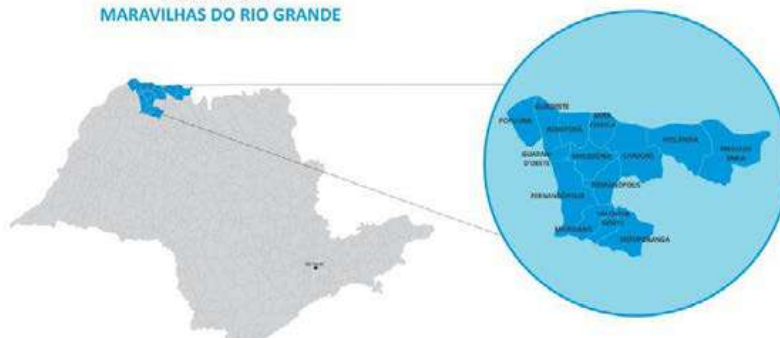 MARAVILHAS DO RIO GRANDE
POPULINA
OUROESTE
MIRA
ESTRELA
INDIAPORÃ
RIOLÂNDIA
PAULO DE
FARIA
GUARANI
D'OESTE
MACEDÔNIA
CARDOSO
PEDRANÓPOLIS
FERNANDÓPOLIS
VALENTIM
GENTIL
MERIDIANO
VOTUPORANGA